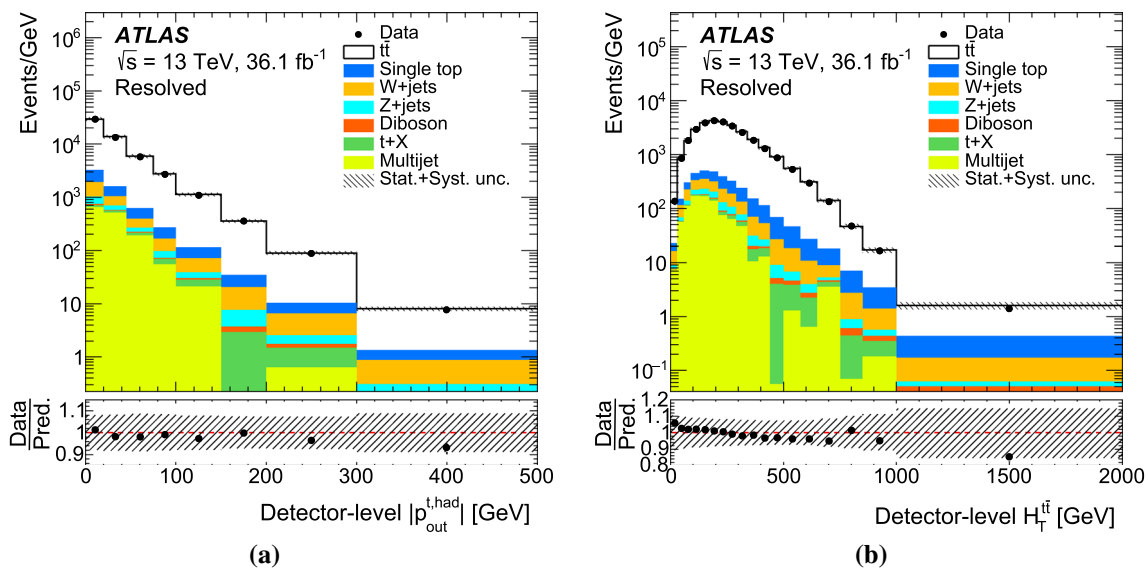 ATLAS
√s = 13 TeV, 36.1 fb⁻¹
Resolved
Data
tt̄
Single top
W+jets
Z+jets
Diboson
t+X
Multijet
Stat.+Syst. unc.
Events/GeV
10⁶
10⁵
10⁴
10³
10²
10
1
Data
Pred.
1.1
1
0.9
0 100 200 300 400 500
Detector-level |p_out^t,had| [GeV]
(a)
ATLAS
√s = 13 TeV, 36.1 fb⁻¹
Resolved
Data
tt̄
Single top
W+jets
Z+jets
Diboson
t+X
Multijet
Stat.+Syst. unc.
Events/GeV
10⁵
10⁴
10³
10²
10
1
10⁻¹
Data
Pred.
1.2
1.1
1
0.9
0.8
0 500 1000 1500 2000
Detector-level H_T^tt̄ [GeV]
(b)